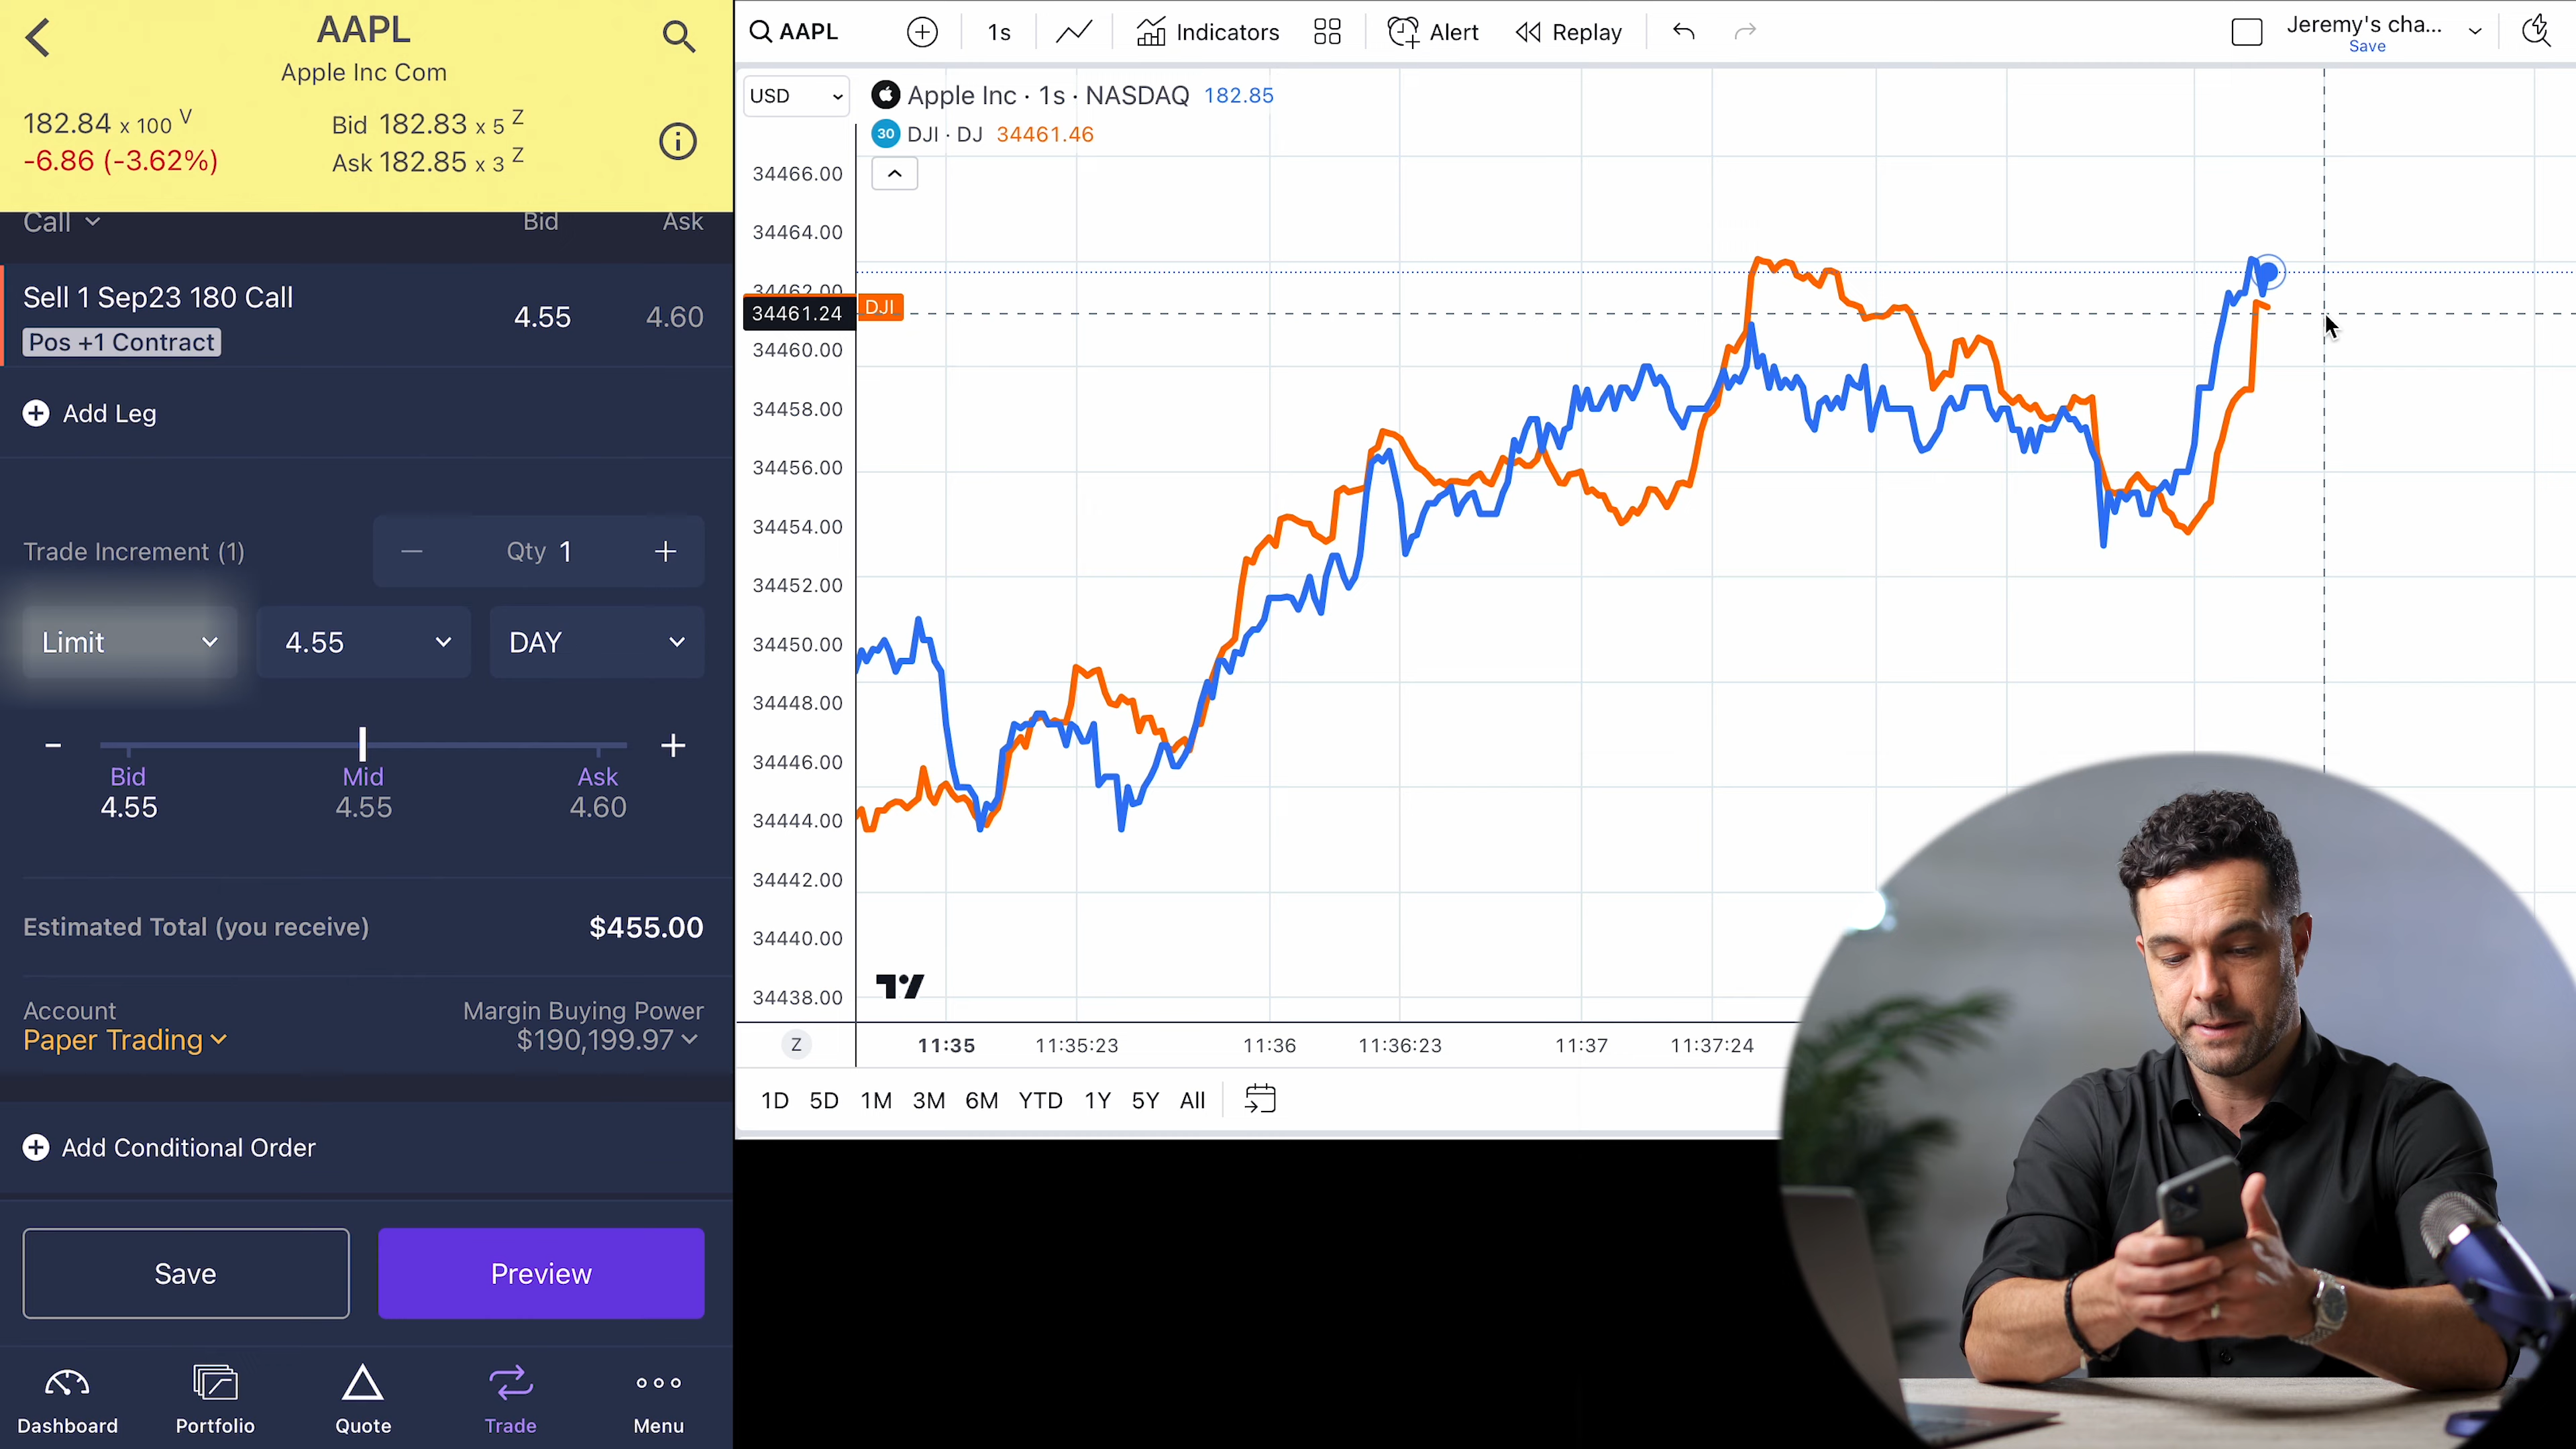 AAPL
Apple Inc Com
182.84 x 100 V
-6.86 (-3.62%)
Bid 182.83 x 5 Z
Ask 182.85 x 3 Z
Call
Bid
Ask
Sell 1 Sep23 180 Call
Pos +1 Contract
4.55
4.60
Add Leg
Trade Increment (1)
Qty 1
Limit
4.55
DAY
Bid
4.55
Mid
4.55
Ask
4.60
Estimated Total (you receive)
$455.00
Account
Paper Trading
Margin Buying Power
$190,199.97
Add Conditional Order
Save
Preview
Dashboard
Portfolio
Quote
Trade
Menu
AAPL
1s
Indicators
Alert
Replay
Jeremy's cha...
Save
USD
Apple Inc · 1s · NASDAQ 182.85
30 DJI · DJ 34461.46
34466.00
34464.00
34462.00
34461.24
DJI
34460.00
34458.00
34456.00
34454.00
34452.00
34450.00
34448.00
34446.00
34444.00
34442.00
34440.00
34438.00
Z
11:35
11:35:23
11:36
11:36:23
11:37
11:37:24
1D 5D 1M 3M 6M YTD 1Y 5Y All